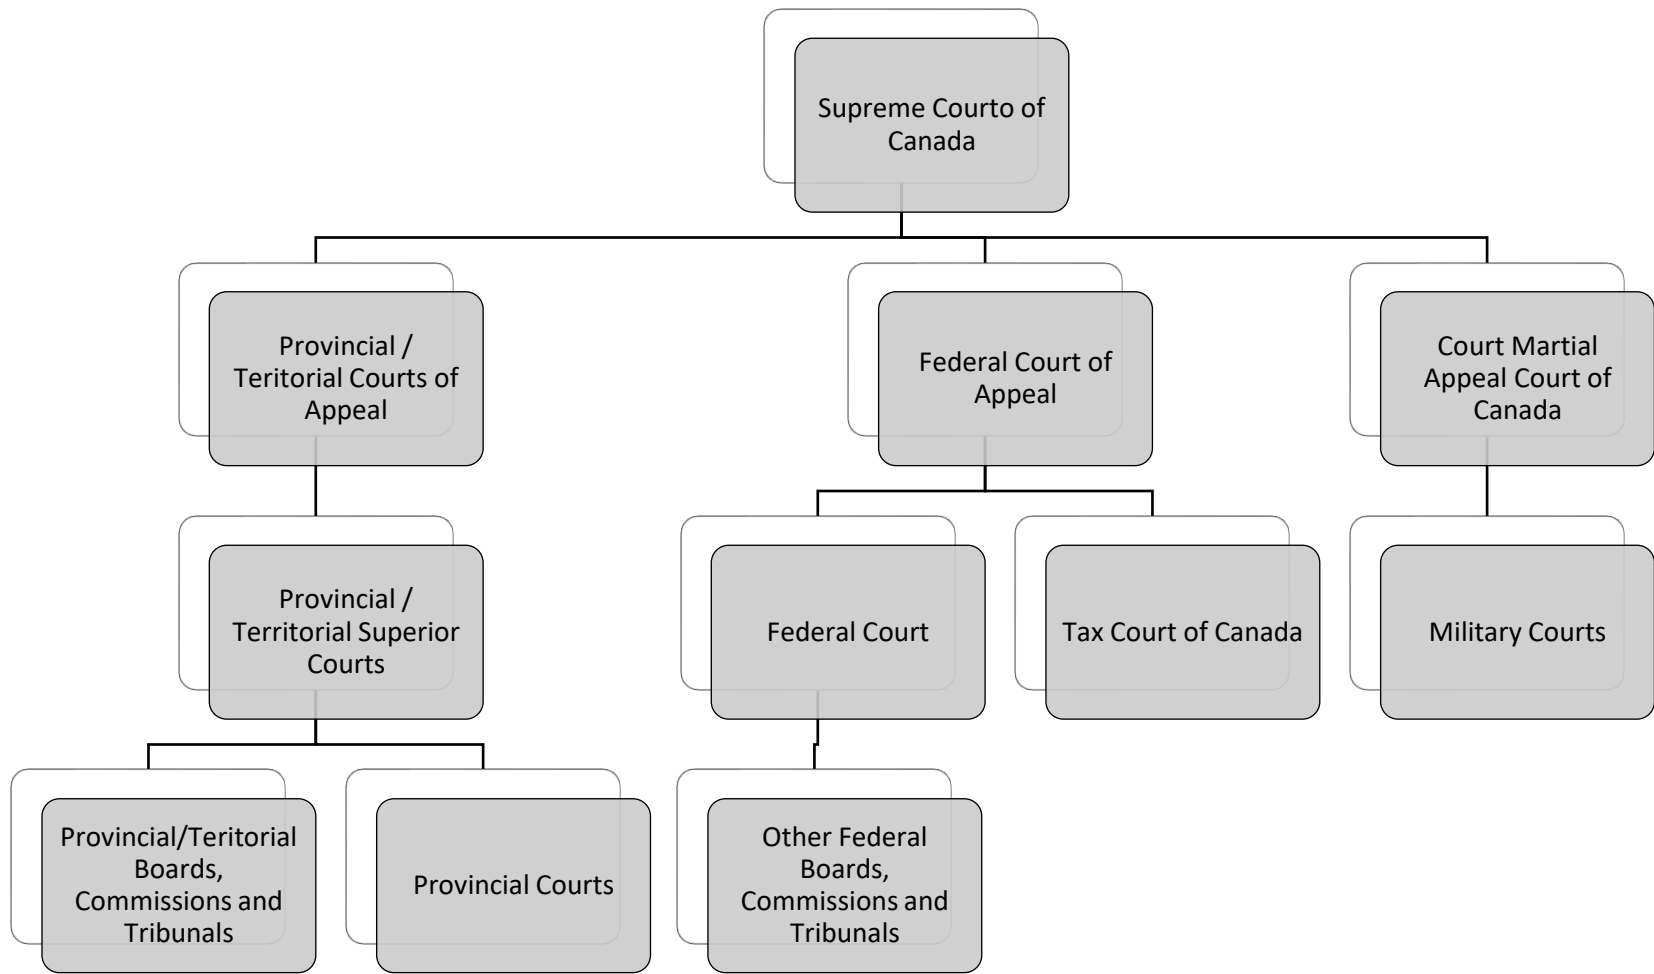 Supreme Courto of
Canada
Provincial /
Teritorial Courts of
Appeal
Federal Court of
Appeal
Court Martial
Appeal Court of
Canada
Provincial /
Territorial Superior
Courts
Federal Court
Tax Court of Canada
Military Courts
Provincial/Teritorial
Boards,
Commissions and
Tribunals
Provincial Courts
Other Federal
Boards,
Commissions and
Tribunals